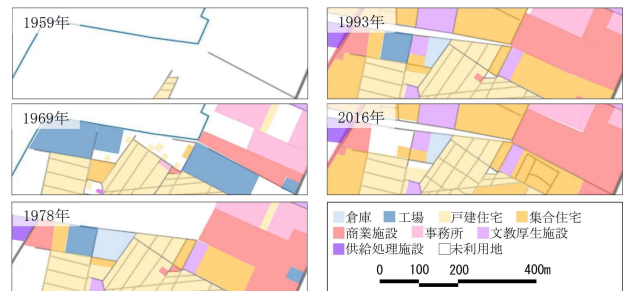 1959年
1969年
1978年
1993年
2016年
倉庫 工場 戸建住宅 集合住宅
商業施設 事務所 文教厚生施設
供給処理施設 未利用地
0 100 200 400m